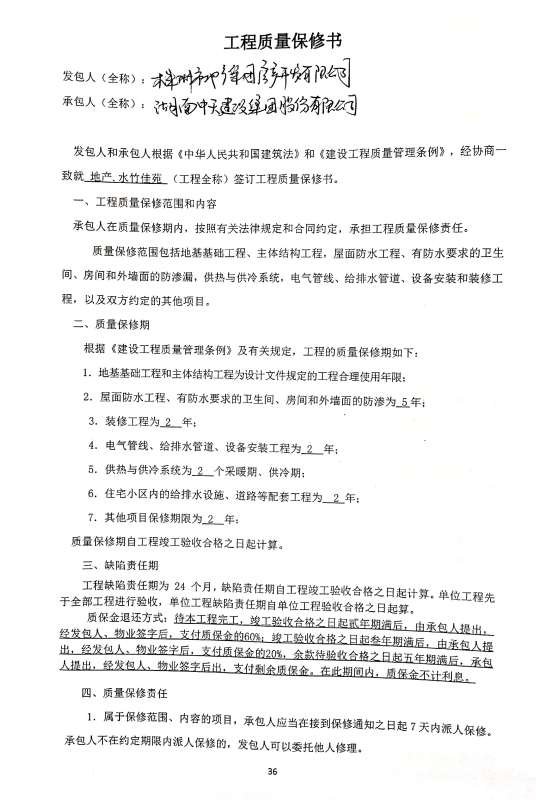 工程质量保修书
发包人（全称）：株洲市中 集团房产开发有限公司
承包人（全称）：湖南中天建设集团股份有限公司
发包人和承包人根据《中华人民共和国建筑法》和《建设工程质量管理条例》，经协商一
致就 地产.水竹佳苑 （工程全称）签订工程质量保修书。
一、工程质量保修范围和内容
承包人在质量保修期内，按照有关法律规定和合同约定，承担工程质量保修责任。
质量保修范围包括地基基础工程、主体结构工程，屋面防水工程、有防水要求的卫生
间、房间和外墙面的防渗漏，供热与供冷系统，电气管线、给排水管道、设备安装和装修工
程，以及双方约定的其他项目。
二、质量保修期
根据《建设工程质量管理条例》及有关规定，工程的质量保修期如下：
1．地基基础工程和主体结构工程为设计文件规定的工程合理使用年限；
2．屋面防水工程、有防水要求的卫生间、房间和外墙面的防渗为 5 年；
3．装修工程为 2 年；
4．电气管线、给排水管道、设备安装工程为 2 年；
5．供热与供冷系统为 2 个采暖期、供冷期；
6．住宅小区内的给排水设施、道路等配套工程为 2 年；
7．其他项目保修期限为 2 年；
质量保修期自工程竣工验收合格之日起计算。
三、缺陷责任期
工程缺陷责任期为 24 个月，缺陷责任期自工程竣工验收合格之日起计算。单位工程先
于全部工程进行验收，单位工程缺陷责任期自单位工程验收合格之日起算。
质保金退还方式：待本工程完工，竣工验收合格之日起贰年期满后，由承包人提出，
经发包人、物业签字后，支付质保金的60%；竣工验收合格之日起叁年期满后，由承包人提
出，经发包人、物业签字后，支付质保金的20%，余款待验收合格之日起五年期满后，承包
人提出，经发包人、物业签字后出，支付剩余质保金。在此期间内，质保金不计利息。
四、质量保修责任
1．属于保修范围、内容的项目，承包人应当在接到保修通知之日起 7 天内派人保修。
承包人不在约定期限内派人保修的，发包人可以委托他人修理。
36